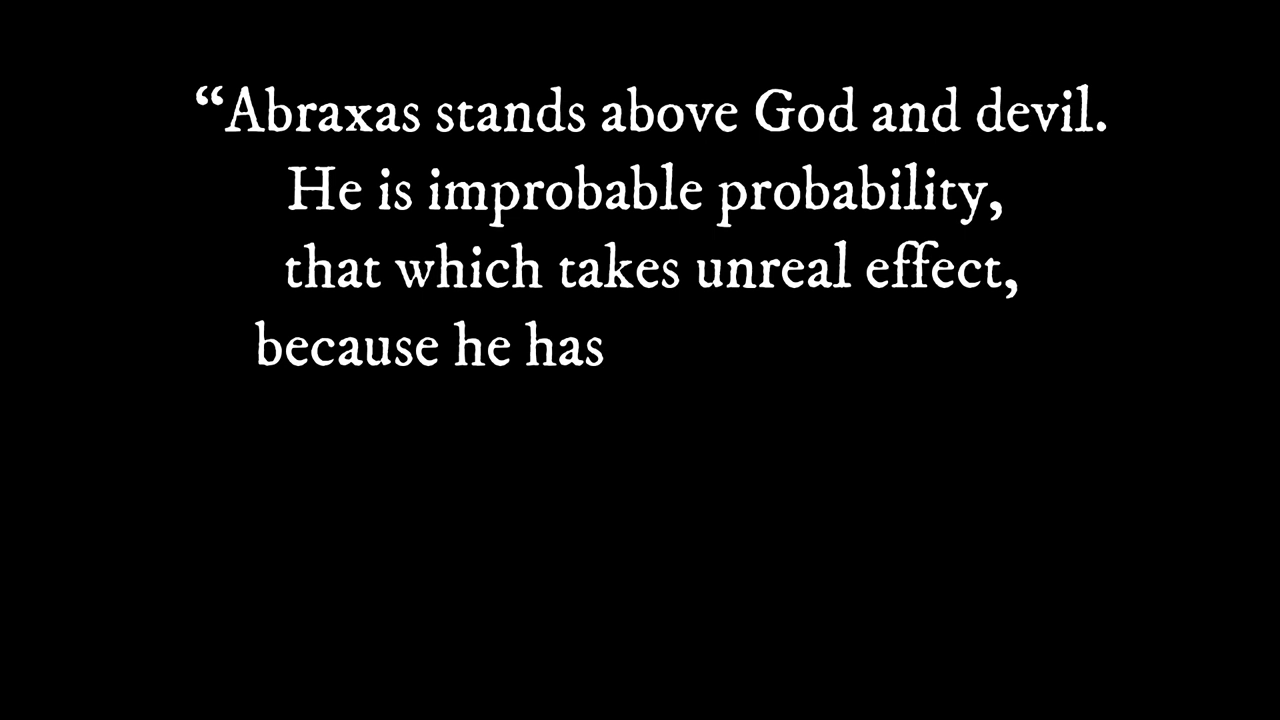 “Abraxas stands above God and devil.
He is improbable probability,
that which takes unreal effect,
because he has